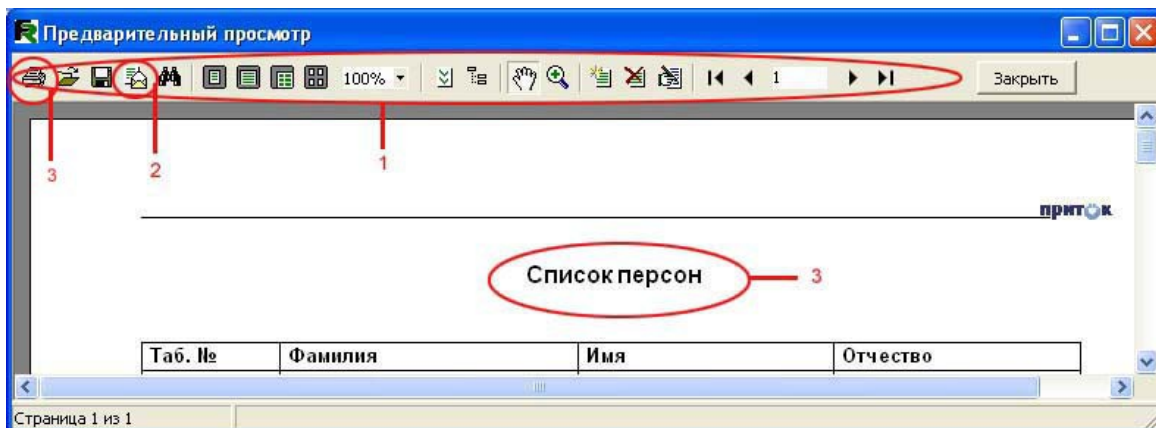 Предварительный просмотр
100% 1 Закрыть
3 2 1
приток
Список персон 3
Таб. № Фамилия Имя Отчество
Страница 1 из 1